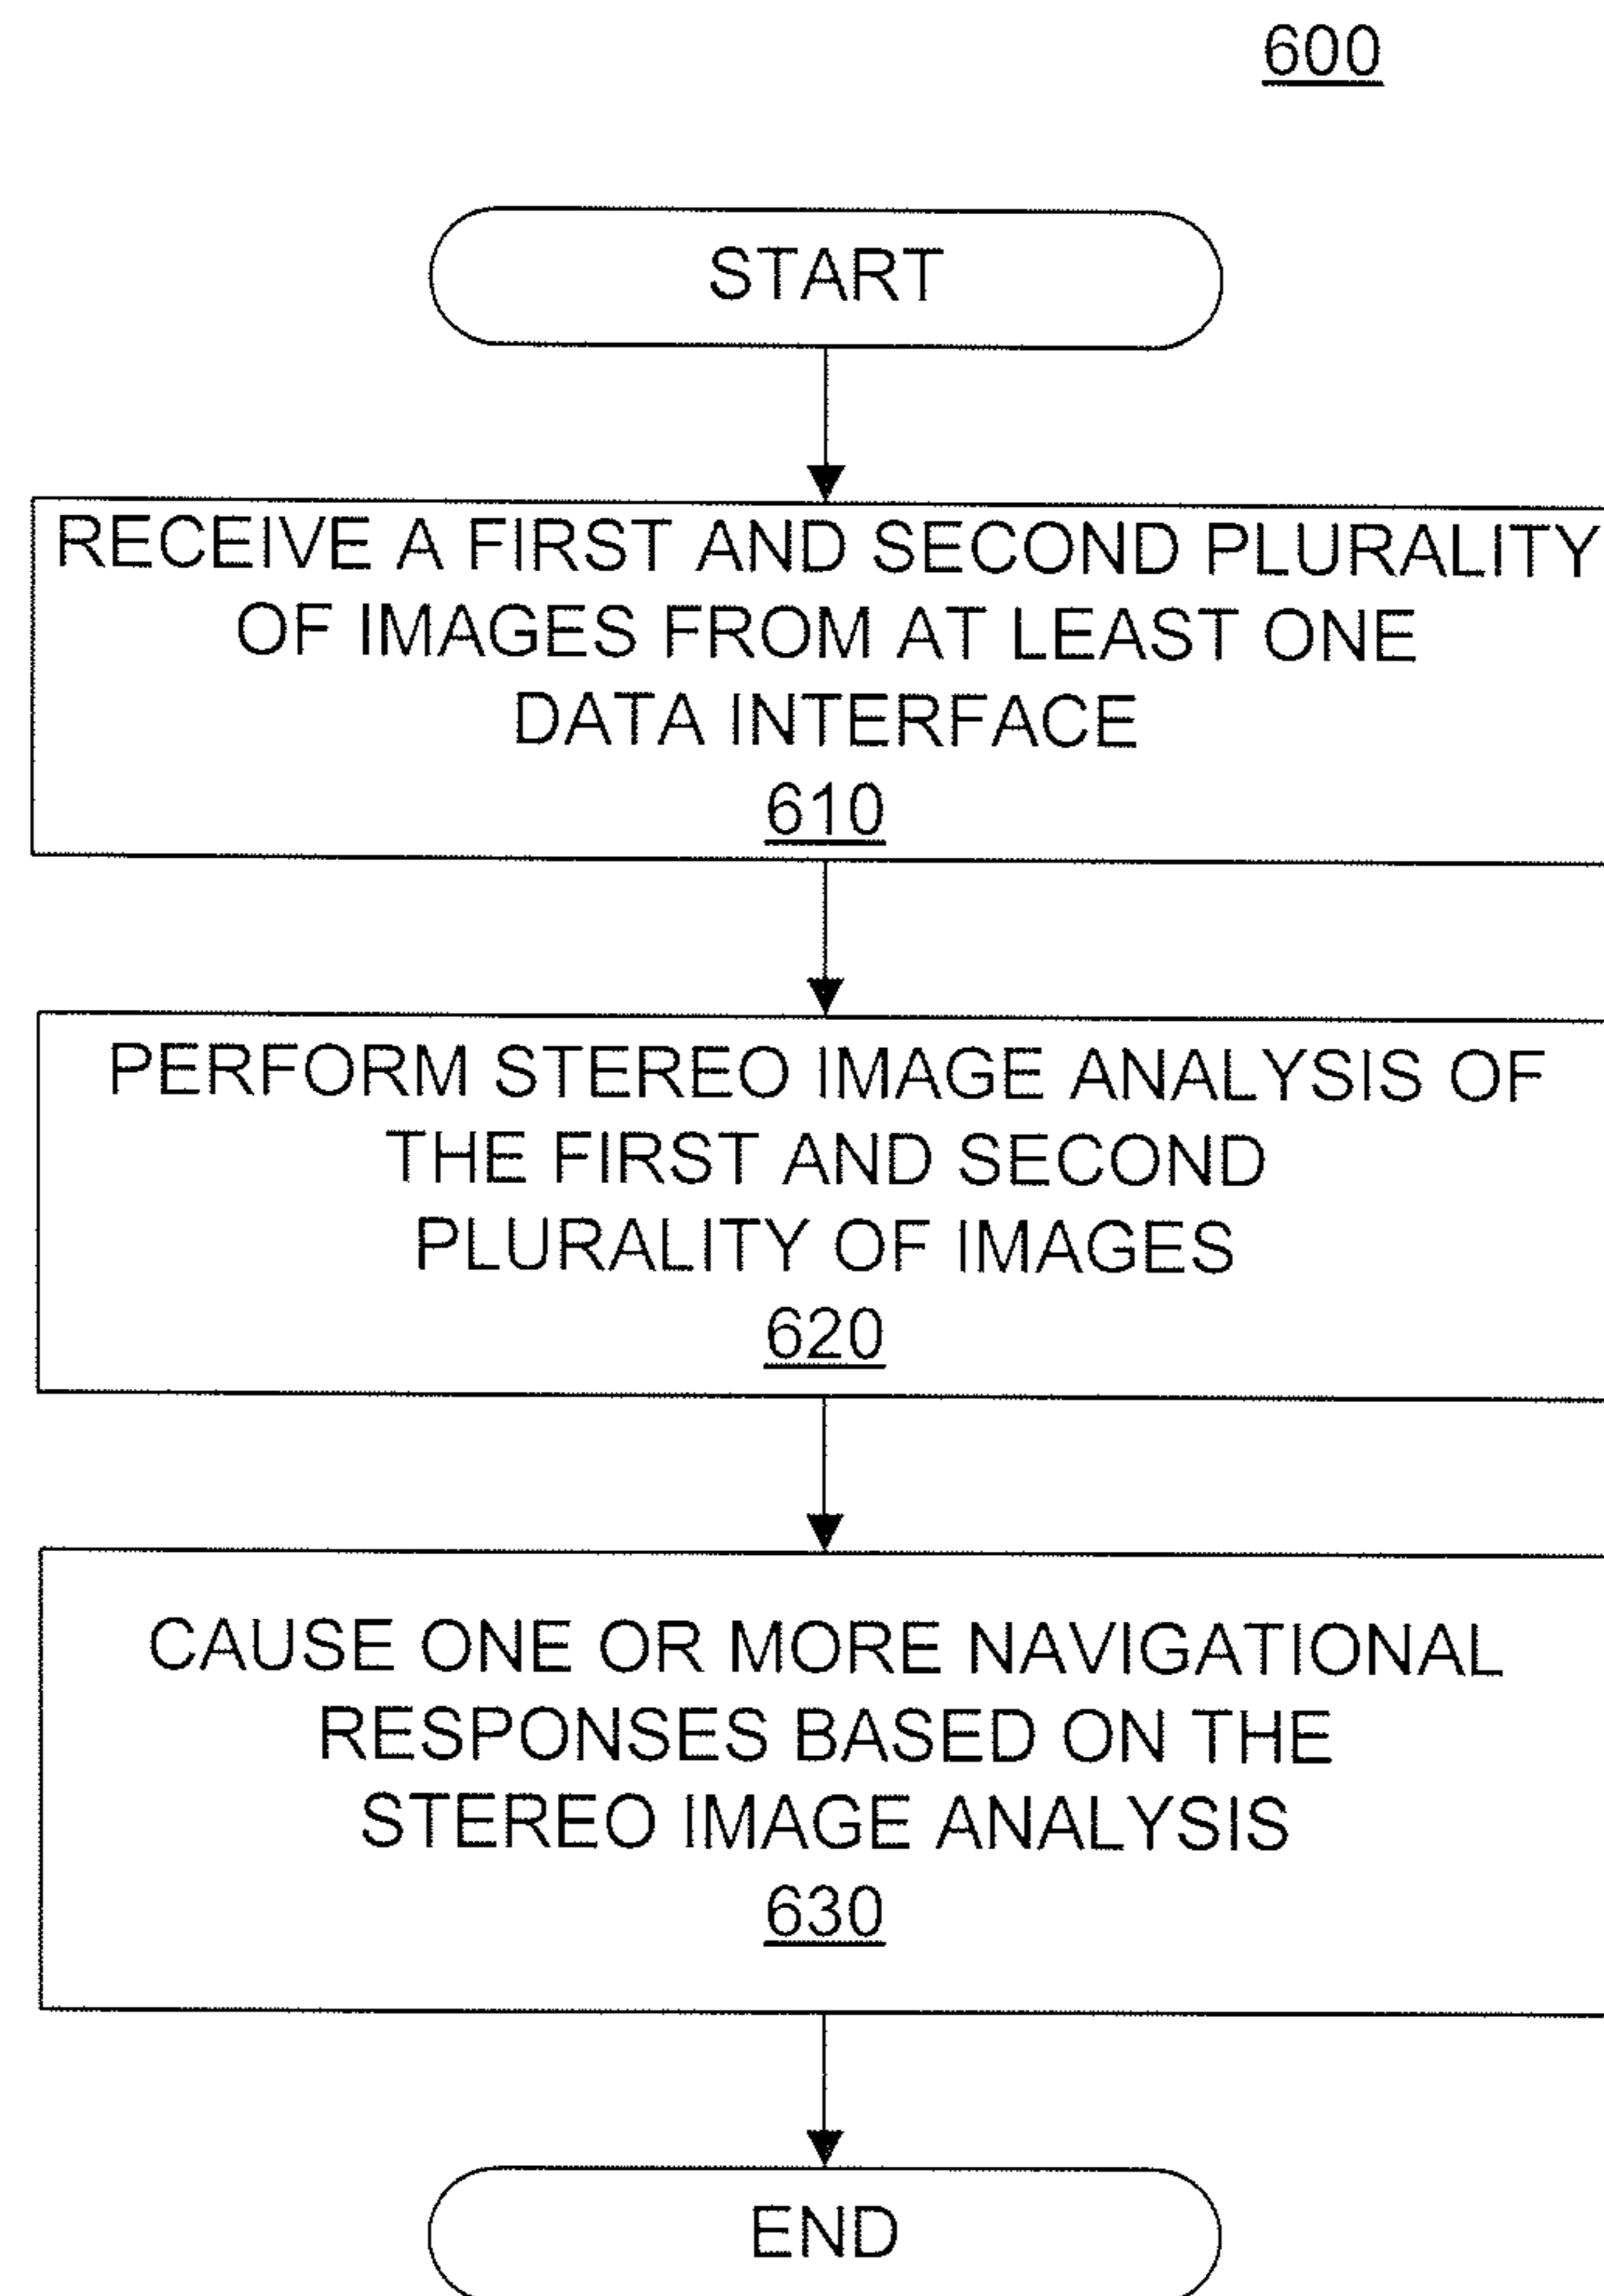 600
START
RECEIVE A FIRST AND SECOND PLURALITY
OF IMAGES FROM AT LEAST ONE
DATA INTERFACE
610
PERFORM STEREO IMAGE ANALYSIS OF
THE FIRST AND SECOND
PLURALITY OF IMAGES
620
CAUSE ONE OR MORE NAVIGATIONAL
RESPONSES BASED ON THE
STEREO IMAGE ANALYSIS
630
END